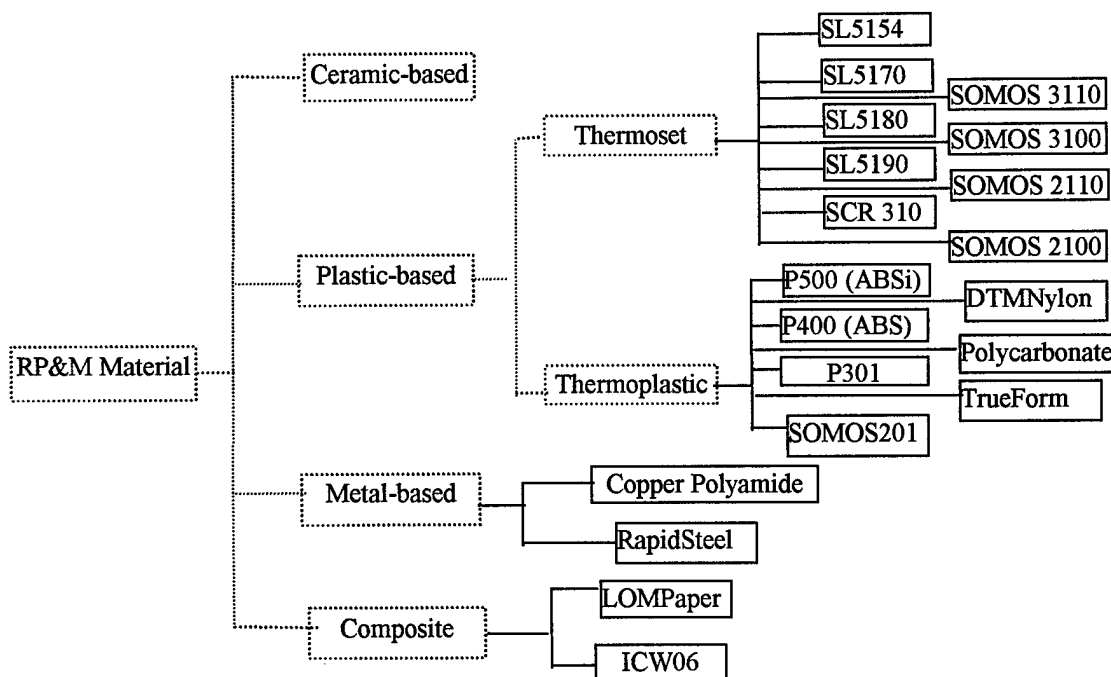 SL5154
Ceramic-based
SL5170
SOMOS 3110
Thermoset
SL5180
SOMOS 3100
SL5190
SOMOS 2110
SCR 310
SOMOS 2100
Plastic-based
P500 (ABSi)
DTMNylon
P400 (ABS)
Polycarbonate
RP&M Material
P301
Thermoplastic
TrueForm
SOMOS201
Metal-based
Copper Polyamide
RapidSteel
LOMPaper
Composite
ICW06